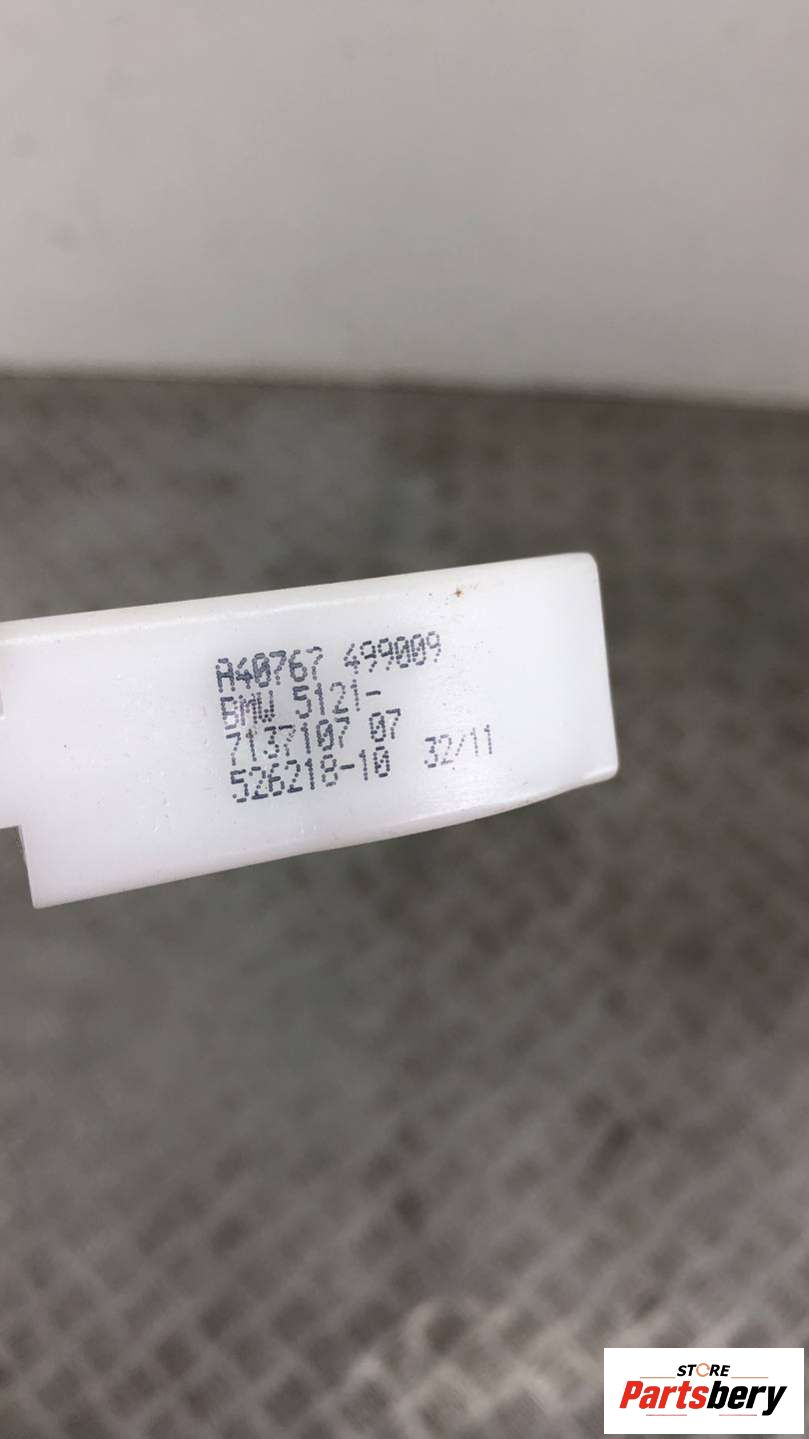 A40767 499009
BMW 5121-
7137107 07
526218-10 32/11
STORE
Partsbery